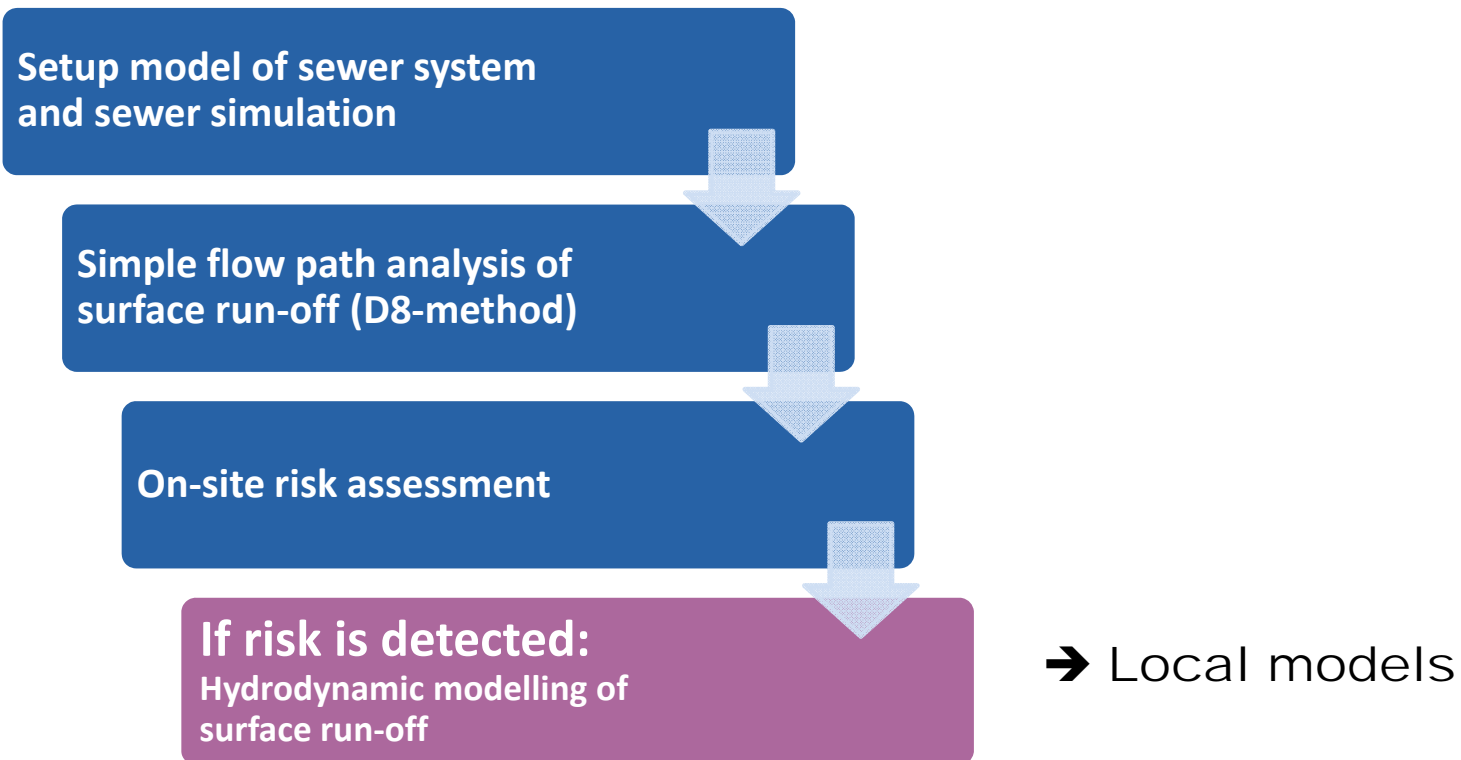 Setup model of sewer system
and sewer simulation
Simple flow path analysis of
surface run-off (D8-method)
On-site risk assessment
If risk is detected:
Hydrodynamic modelling of
surface run-off
➔ Local models